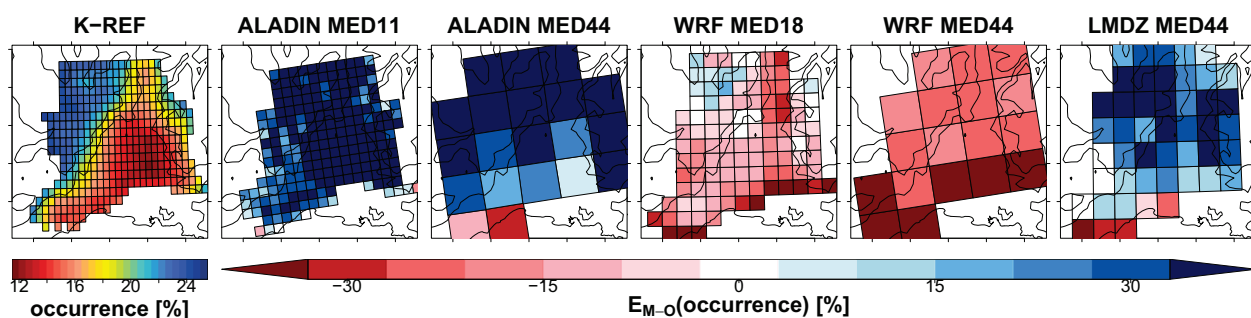 K−REF ALADIN MED11 ALADIN MED44 WRF MED18 WRF MED44 LMDZ MED44
12 16 20 24 −30 −15 0 15 30
occurrence [%] E_M−O(occurrence) [%]